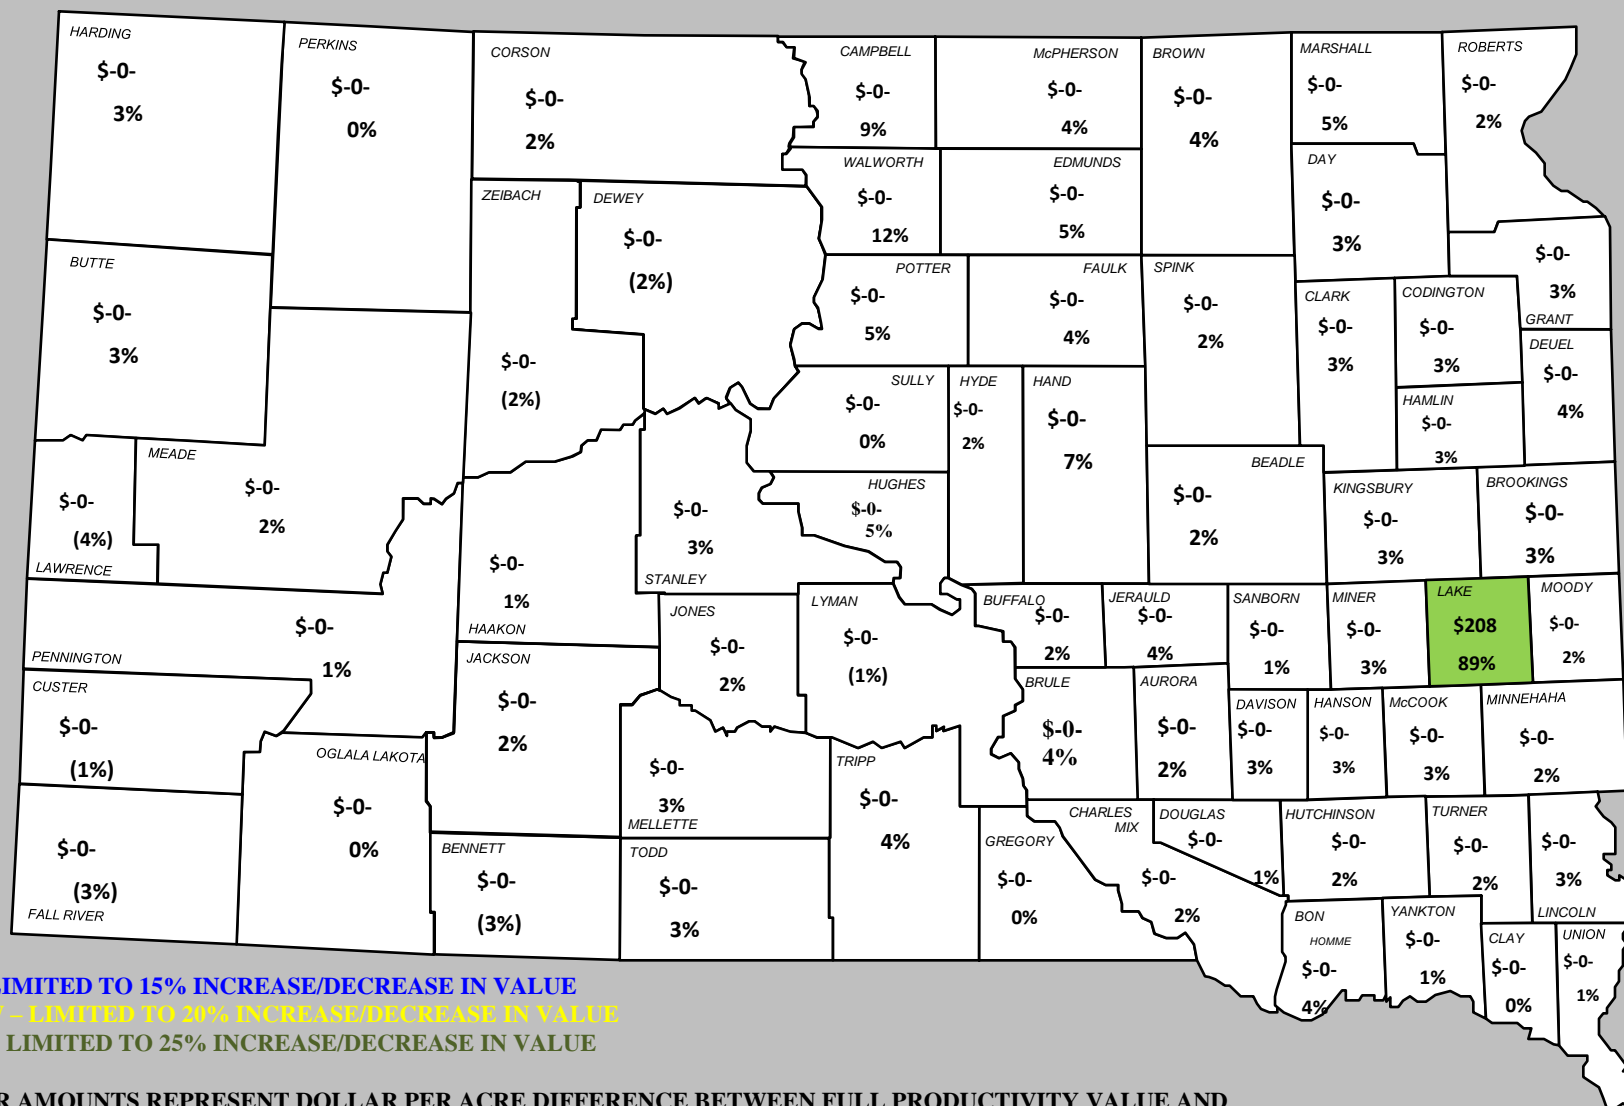 HARDING
$-0-
3%
PERKINS
$-0-
0%
CORSON
$-0-
2%
CAMPBELL
$-0-
9%
McPHERSON
$-0-
4%
BROWN
$-0-
4%
MARSHALL
$-0-
5%
ROBERTS
$-0-
2%
WALWORTH
$-0-
12%
EDMUNDS
$-0-
5%
DAY
$-0-
3%
ZEIBACH
$-0-
(2%)
DEWEY
$-0-
(2%)
BUTTE
$-0-
3%
POTTER
$-0-
5%
FAULK
$-0-
4%
SPINK
$-0-
2%
CLARK
$-0-
3%
CODINGTON
$-0-
3%
$-0-
3%
GRANT
DEUEL
$-0-
4%
HAMLIN
$-0-
3%
SULLY
$-0-
0%
HYDE
$-0-
2%
HAND
$-0-
7%
MEADE
$-0-
2%
$-0-
(4%)
LAWRENCE
$-0-
3%
STANLEY
HUGHES
$-0-
5%
BEADLE
$-0-
2%
KINGSBURY
$-0-
3%
BROOKINGS
$-0-
3%
$-0-
1%
HAAKON
$-0-
1%
PENNINGTON
JONES
$-0-
2%
LYMAN
$-0-
(1%)
BUFFALO
$-0-
2%
JERAULD
$-0-
4%
SANBORN
$-0-
1%
MINER
$-0-
3%
LAKE
$208
89%
MOODY
$-0-
2%
CUSTER
$-0-
(1%)
JACKSON
$-0-
2%
BRULE
$-0-
4%
AURORA
$-0-
2%
DAVISON
$-0-
3%
HANSON
$-0-
3%
McCOOK
$-0-
3%
MINNEHAHA
$-0-
2%
OGLALA LAKOTA
$-0-
0%
$-0-
3%
MELLETTE
TRIPP
$-0-
4%
$-0-
(3%)
FALL RIVER
BENNETT
$-0-
(3%)
TODD
$-0-
3%
GREGORY
$-0-
0%
CHARLES
MIX
$-0-
2%
DOUGLAS
$-0-
1%
HUTCHINSON
$-0-
2%
TURNER
$-0-
2%
$-0-
3%
LINCOLN
BON
HOMME
$-0-
4%
YANKTON
$-0-
1%
CLAY
$-0-
0%
UNION
$-0-
1%
LIMITED TO 15% INCREASE/DECREASE IN VALUE
– LIMITED TO 20% INCREASE/DECREASE IN VALUE
LIMITED TO 25% INCREASE/DECREASE IN VALUE
R AMOUNTS REPRESENT DOLLAR PER ACRE DIFFERENCE BETWEEN FULL PRODUCTIVITY VALUE AND